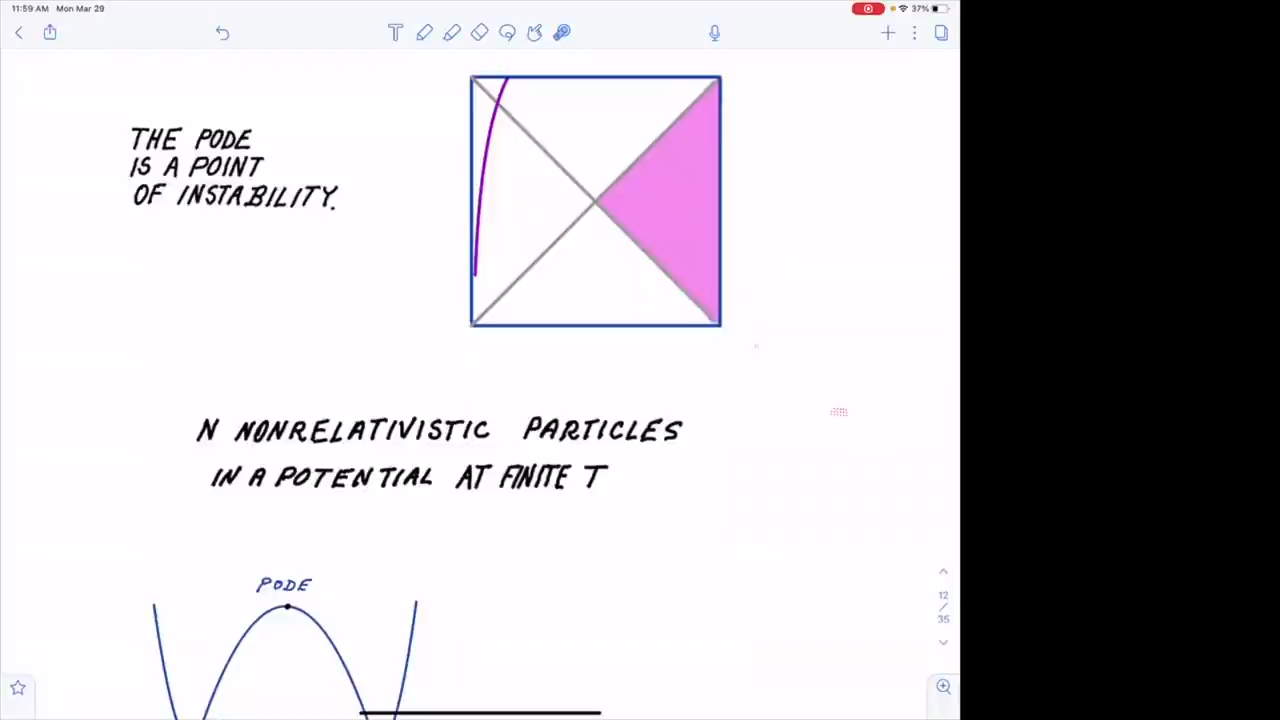 11:59 AM Mon Mar 29
37%
THE PODE
IS A POINT
OF INSTABILITY.
N NONRELATIVISTIC PARTICLES
IN A POTENTIAL AT FINITE T
PODE
12
/
35